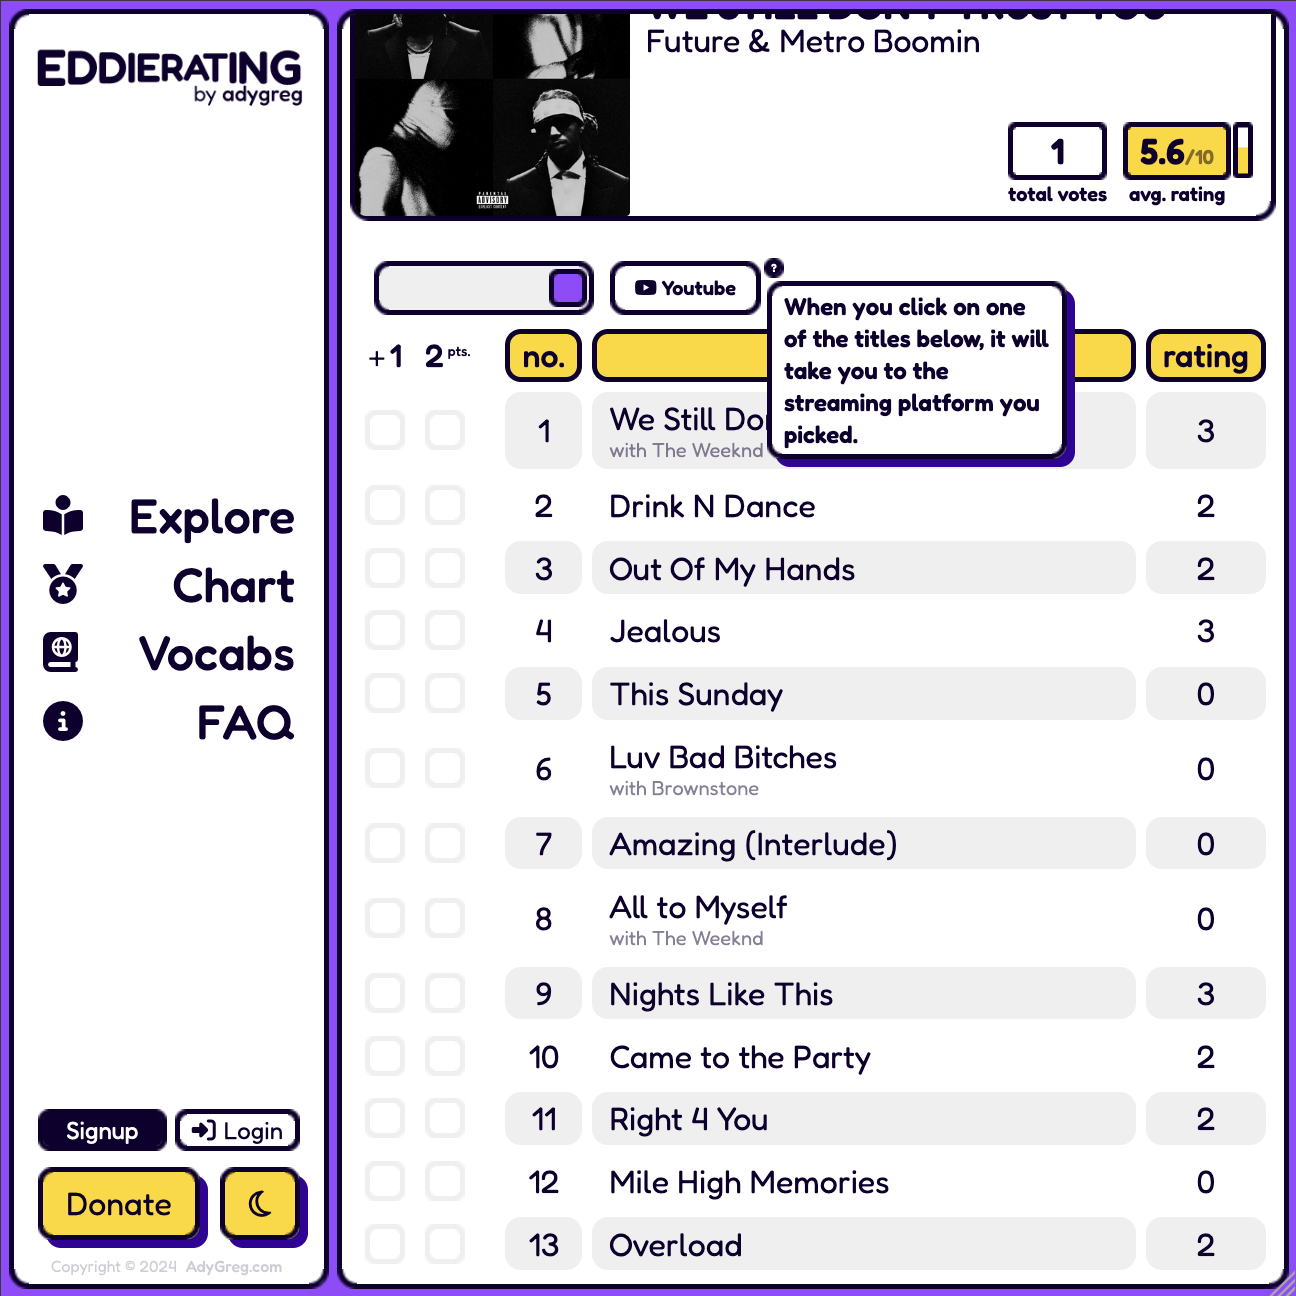 EDDIERATING
by adygreg
Explore
Chart
Vocabs
FAQ
Signup
Login
Donate
Copyright © 2024 AdyGreg.com
WE STILL DON'T TRUST YOU
Future & Metro Boomin
PARENTAL
ADVISORY
EXPLICIT CONTENT
1
total votes
5.6/10
avg. rating
Youtube
?
When you click on one
of the titles below, it will
take you to the
streaming platform you
picked.
+1 2 pts. no. rating
1 We Still Do 3
with The Weeknd
2 Drink N Dance 2
3 Out Of My Hands 2
4 Jealous 3
5 This Sunday 0
6 Luv Bad Bitches 0
with Brownstone
7 Amazing (Interlude) 0
8 All to Myself 0
with The Weeknd
9 Nights Like This 3
10 Came to the Party 2
11 Right 4 You 2
12 Mile High Memories 0
13 Overload 2